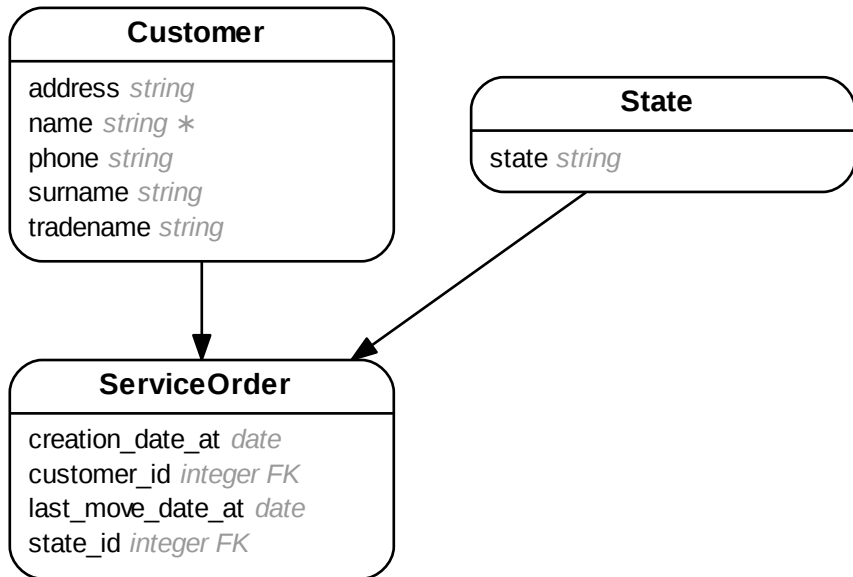 Customer
address string
name string ∗
phone string
surname string
tradename string
State
state string
ServiceOrder
creation_date_at date
customer_id integer FK
last_move_date_at date
state_id integer FK